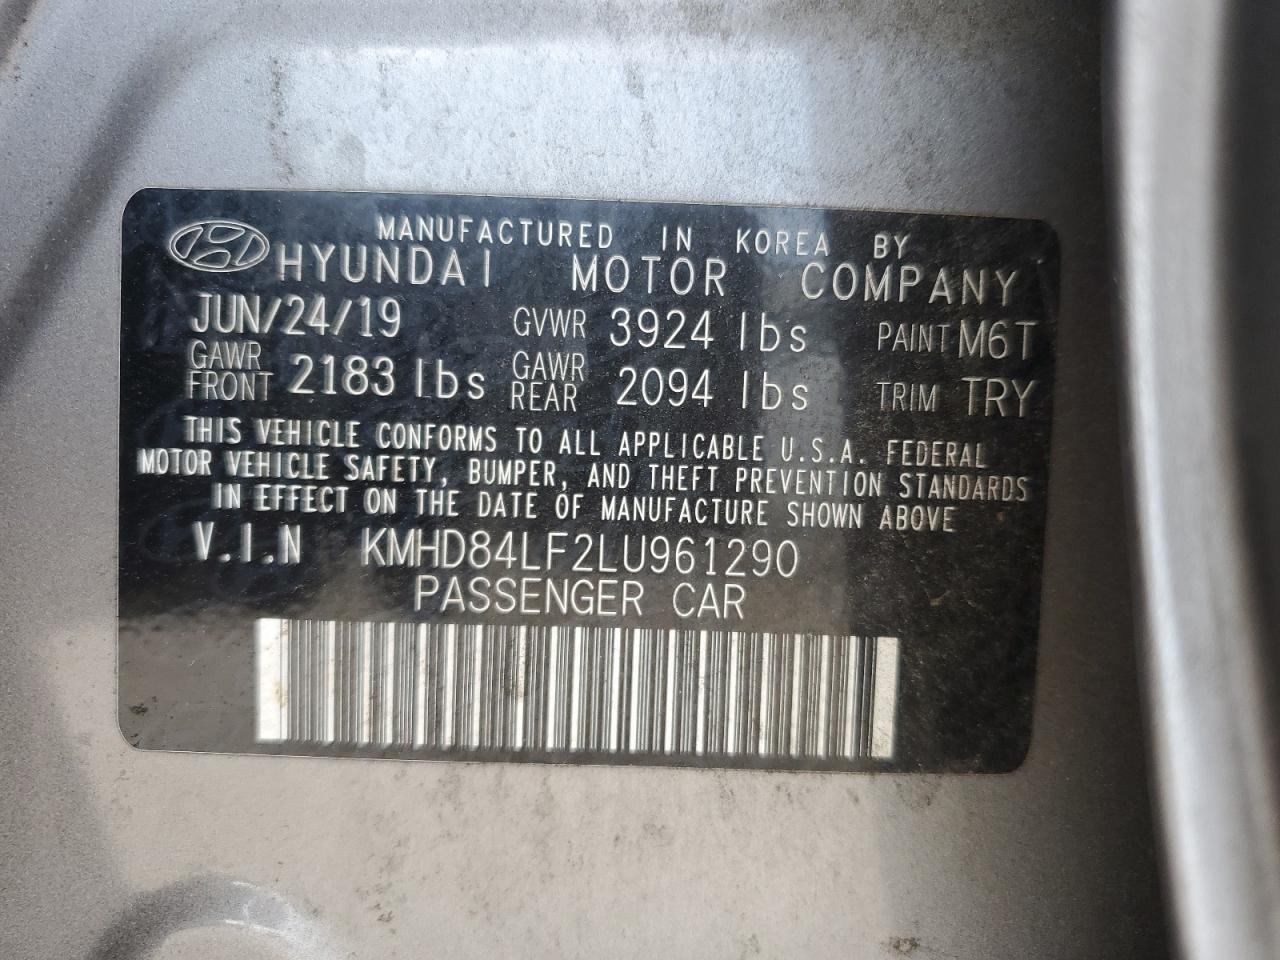 MANUFACTURED IN KOREA BY
HYUNDAI MOTOR COMPANY
JUN/24/19 GVWR 3924 lbs PAINT M6T
GAWR FRONT 2183 lbs GAWR REAR 2094 lbs TRIM TRY
THIS VEHICLE CONFORMS TO ALL APPLICABLE U.S.A. FEDERAL
MOTOR VEHICLE SAFETY, BUMPER, AND THEFT PREVENTION STANDARDS
IN EFFECT ON THE DATE OF MANUFACTURE SHOWN ABOVE
V.I.N KMHD84LF2LU961290
PASSENGER CAR